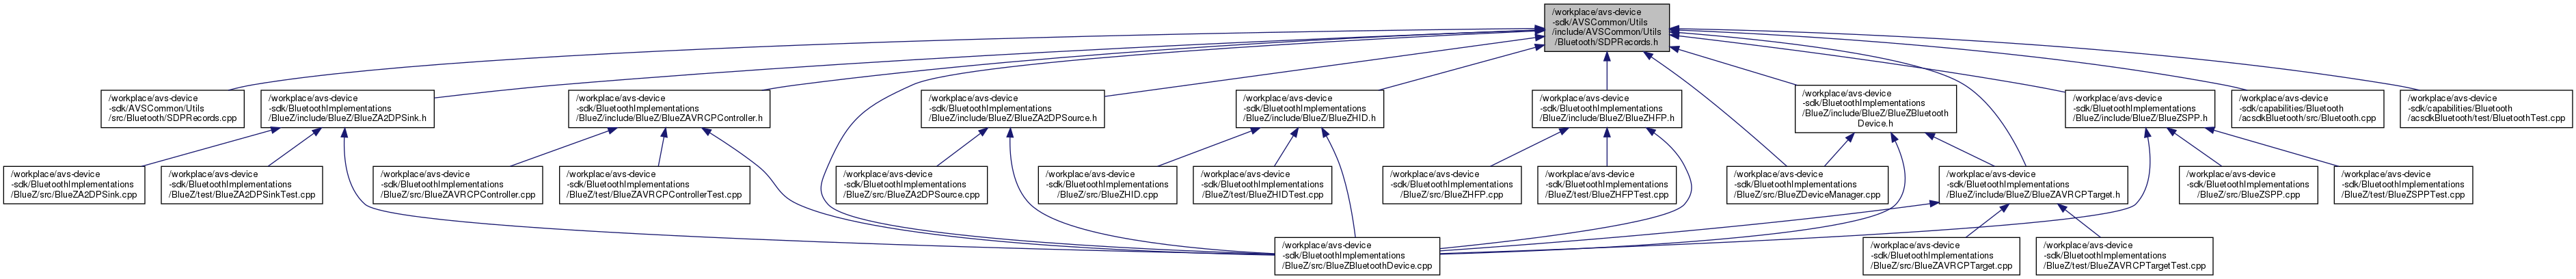 /workplace/avs-device
-sdk/AVSCommon/Utils
/include/AVSCommon/Utils
/Bluetooth/SDPRecords.h
/workplace/avs-device
-sdk/AVSCommon/Utils
/src/Bluetooth/SDPRecords.cpp
/workplace/avs-device
-sdk/BluetoothImplementations
/BlueZ/include/BlueZ/BlueZA2DPSink.h
/workplace/avs-device
-sdk/BluetoothImplementations
/BlueZ/include/BlueZ/BlueZAVRCPController.h
/workplace/avs-device
-sdk/BluetoothImplementations
/BlueZ/include/BlueZ/BlueZA2DPSource.h
/workplace/avs-device
-sdk/BluetoothImplementations
/BlueZ/include/BlueZ/BlueZHID.h
/workplace/avs-device
-sdk/BluetoothImplementations
/BlueZ/include/BlueZ/BlueZHFP.h
/workplace/avs-device
-sdk/BluetoothImplementations
/BlueZ/include/BlueZ/BlueZBluetooth
Device.h
/workplace/avs-device
-sdk/BluetoothImplementations
/BlueZ/include/BlueZ/BlueZSPP.h
/workplace/avs-device
-sdk/capabilities/Bluetooth
/acsdkBluetooth/src/Bluetooth.cpp
/workplace/avs-device
-sdk/capabilities/Bluetooth
/acsdkBluetooth/test/BluetoothTest.cpp
/workplace/avs-device
-sdk/BluetoothImplementations
/BlueZ/src/BlueZA2DPSink.cpp
/workplace/avs-device
-sdk/BluetoothImplementations
/BlueZ/test/BlueZA2DPSinkTest.cpp
/workplace/avs-device
-sdk/BluetoothImplementations
/BlueZ/src/BlueZAVRCPController.cpp
/workplace/avs-device
-sdk/BluetoothImplementations
/BlueZ/test/BlueZAVRCPControllerTest.cpp
/workplace/avs-device
-sdk/BluetoothImplementations
/BlueZ/src/BlueZA2DPSource.cpp
/workplace/avs-device
-sdk/BluetoothImplementations
/BlueZ/src/BlueZHID.cpp
/workplace/avs-device
-sdk/BluetoothImplementations
/BlueZ/test/BlueZHIDTest.cpp
/workplace/avs-device
-sdk/BluetoothImplementations
/BlueZ/src/BlueZHFP.cpp
/workplace/avs-device
-sdk/BluetoothImplementations
/BlueZ/test/BlueZHFPTest.cpp
/workplace/avs-device
-sdk/BluetoothImplementations
/BlueZ/src/BlueZDeviceManager.cpp
/workplace/avs-device
-sdk/BluetoothImplementations
/BlueZ/include/BlueZ/BlueZAVRCPTarget.h
/workplace/avs-device
-sdk/BluetoothImplementations
/BlueZ/src/BlueZSPP.cpp
/workplace/avs-device
-sdk/BluetoothImplementations
/BlueZ/test/BlueZSPPTest.cpp
/workplace/avs-device
-sdk/BluetoothImplementations
/BlueZ/src/BlueZBluetoothDevice.cpp
/workplace/avs-device
-sdk/BluetoothImplementations
/BlueZ/src/BlueZAVRCPTarget.cpp
/workplace/avs-device
-sdk/BluetoothImplementations
/BlueZ/test/BlueZAVRCPTargetTest.cpp